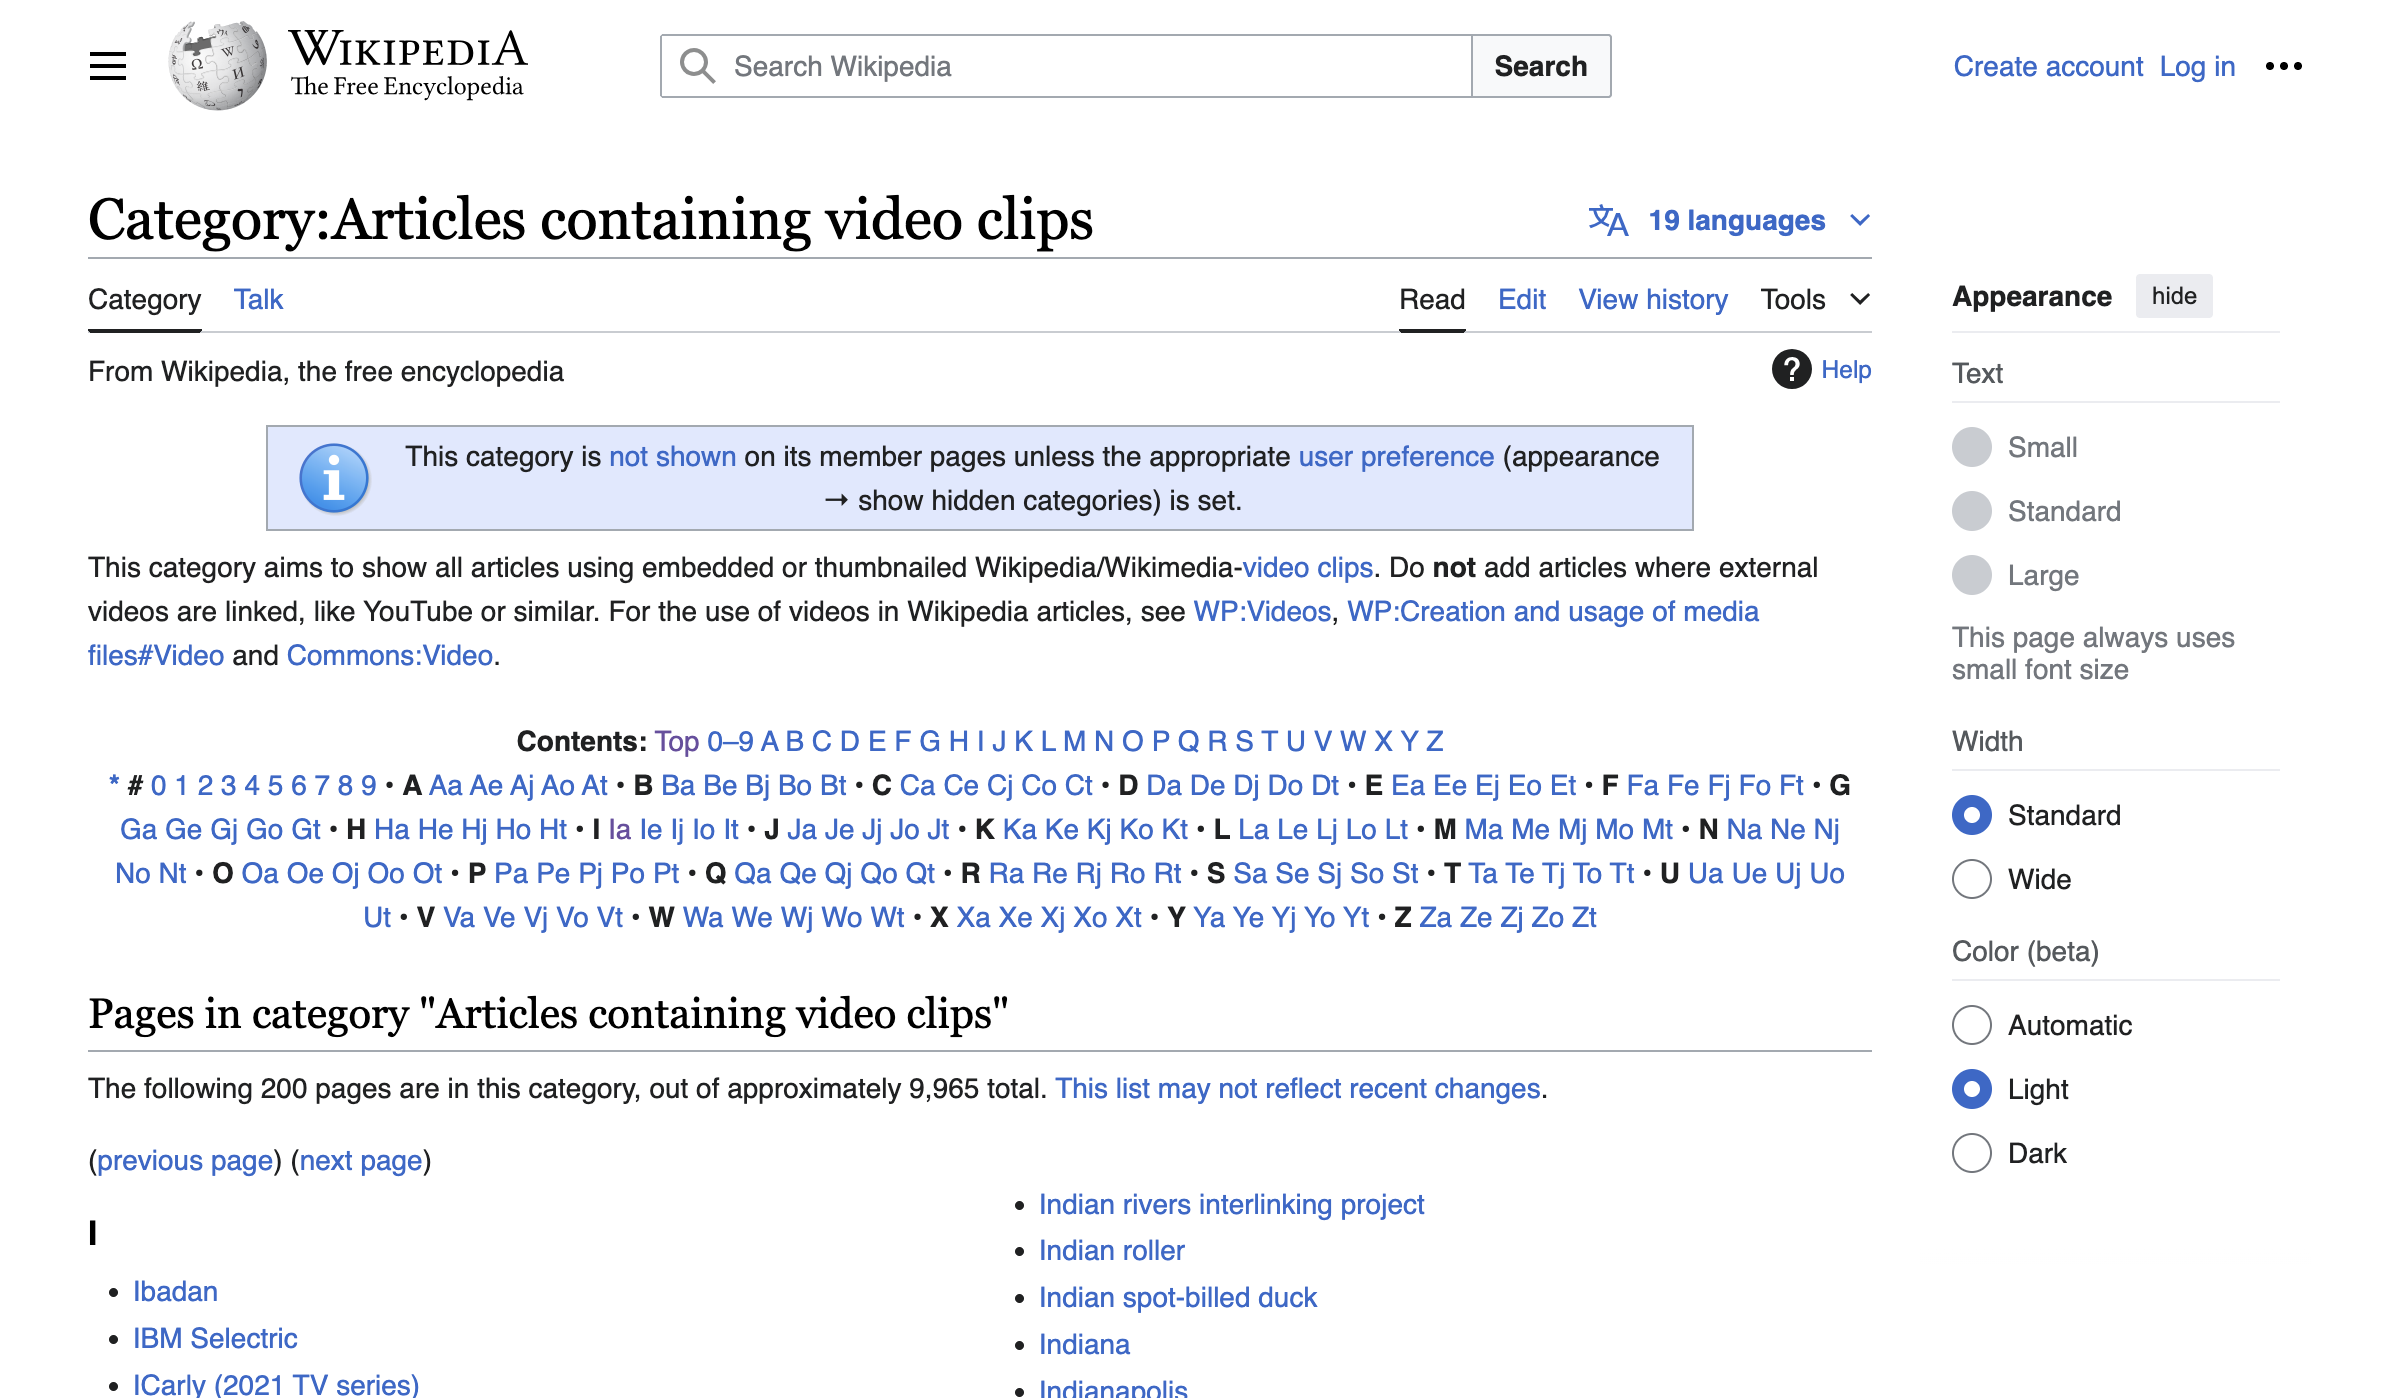 WIKIPEDIA
The Free Encyclopedia
Search Wikipedia
Search
Create account Log in
Category:Articles containing video clips
19 languages
Category Talk
Read Edit View history Tools
From Wikipedia, the free encyclopedia
Help
This category is not shown on its member pages unless the appropriate user preference (appearance
→ show hidden categories) is set.
This category aims to show all articles using embedded or thumbnailed Wikipedia/Wikimedia-video clips. Do not add articles where external
videos are linked, like YouTube or similar. For the use of videos in Wikipedia articles, see WP:Videos, WP:Creation and usage of media
files#Video and Commons:Video.
Contents: Top 0–9 A B C D E F G H I J K L M N O P Q R S T U V W X Y Z
* # 0 1 2 3 4 5 6 7 8 9 • A Aa Ae Aj Ao At • B Ba Be Bj Bo Bt • C Ca Ce Cj Co Ct • D Da De Dj Do Dt • E Ea Ee Ej Eo Et • F Fa Fe Fj Fo Ft • G
Ga Ge Gj Go Gt • H Ha He Hj Ho Ht • I Ia Ie Ij Io It • J Ja Je Jj Jo Jt • K Ka Ke Kj Ko Kt • L La Le Lj Lo Lt • M Ma Me Mj Mo Mt • N Na Ne Nj
No Nt • O Oa Oe Oj Oo Ot • P Pa Pe Pj Po Pt • Q Qa Qe Qj Qo Qt • R Ra Re Rj Ro Rt • S Sa Se Sj So St • T Ta Te Tj To Tt • U Ua Ue Uj Uo
Ut • V Va Ve Vj Vo Vt • W Wa We Wj Wo Wt • X Xa Xe Xj Xo Xt • Y Ya Ye Yj Yo Yt • Z Za Ze Zj Zo Zt
Pages in category "Articles containing video clips"
The following 200 pages are in this category, out of approximately 9,965 total. This list may not reflect recent changes.
(previous page) (next page)
I
• Ibadan
• IBM Selectric
• ICarly (2021 TV series)
• Indian rivers interlinking project
• Indian roller
• Indian spot-billed duck
• Indiana
• Indianapolis
Appearance hide
Text
Small
Standard
Large
This page always uses
small font size
Width
Standard
Wide
Color (beta)
Automatic
Light
Dark